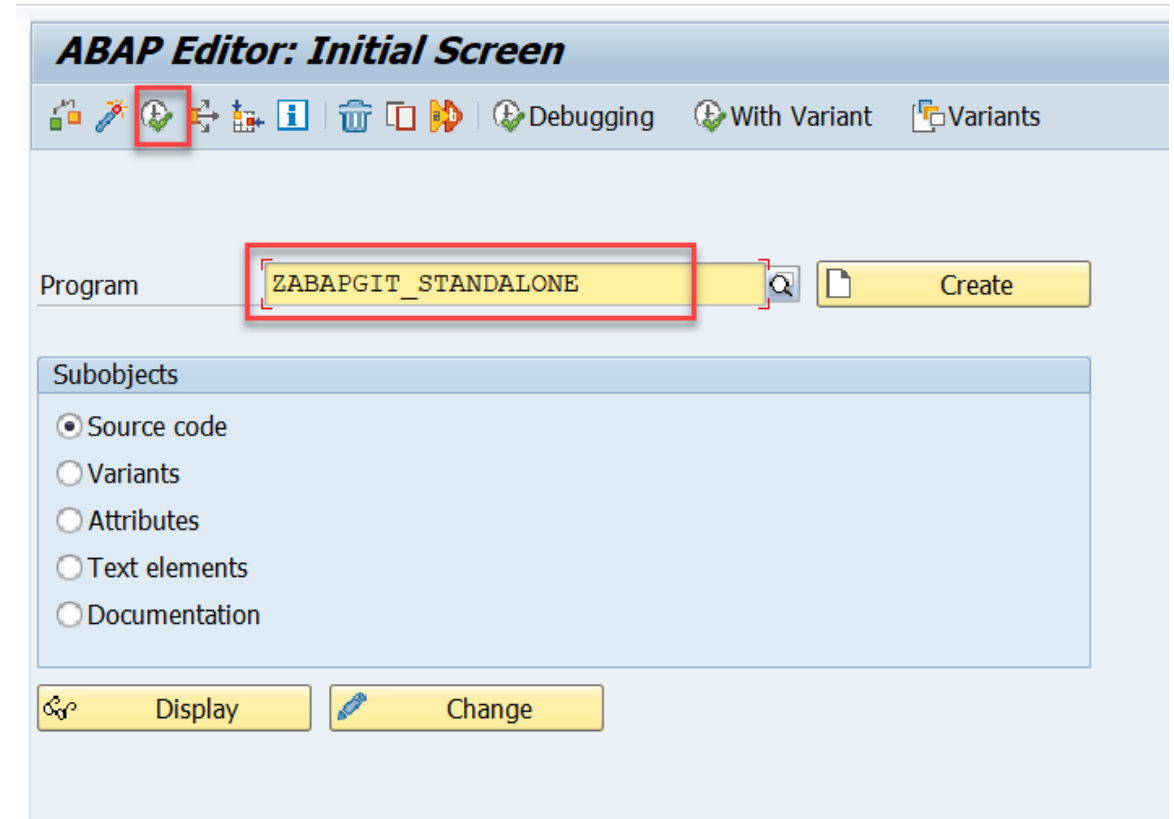 ABAP Editor: Initial Screen
Debugging With Variant Variants
Program ZABAPGIT_STANDALONE Create
Subobjects
Source code
Variants
Attributes
Text elements
Documentation
Display Change